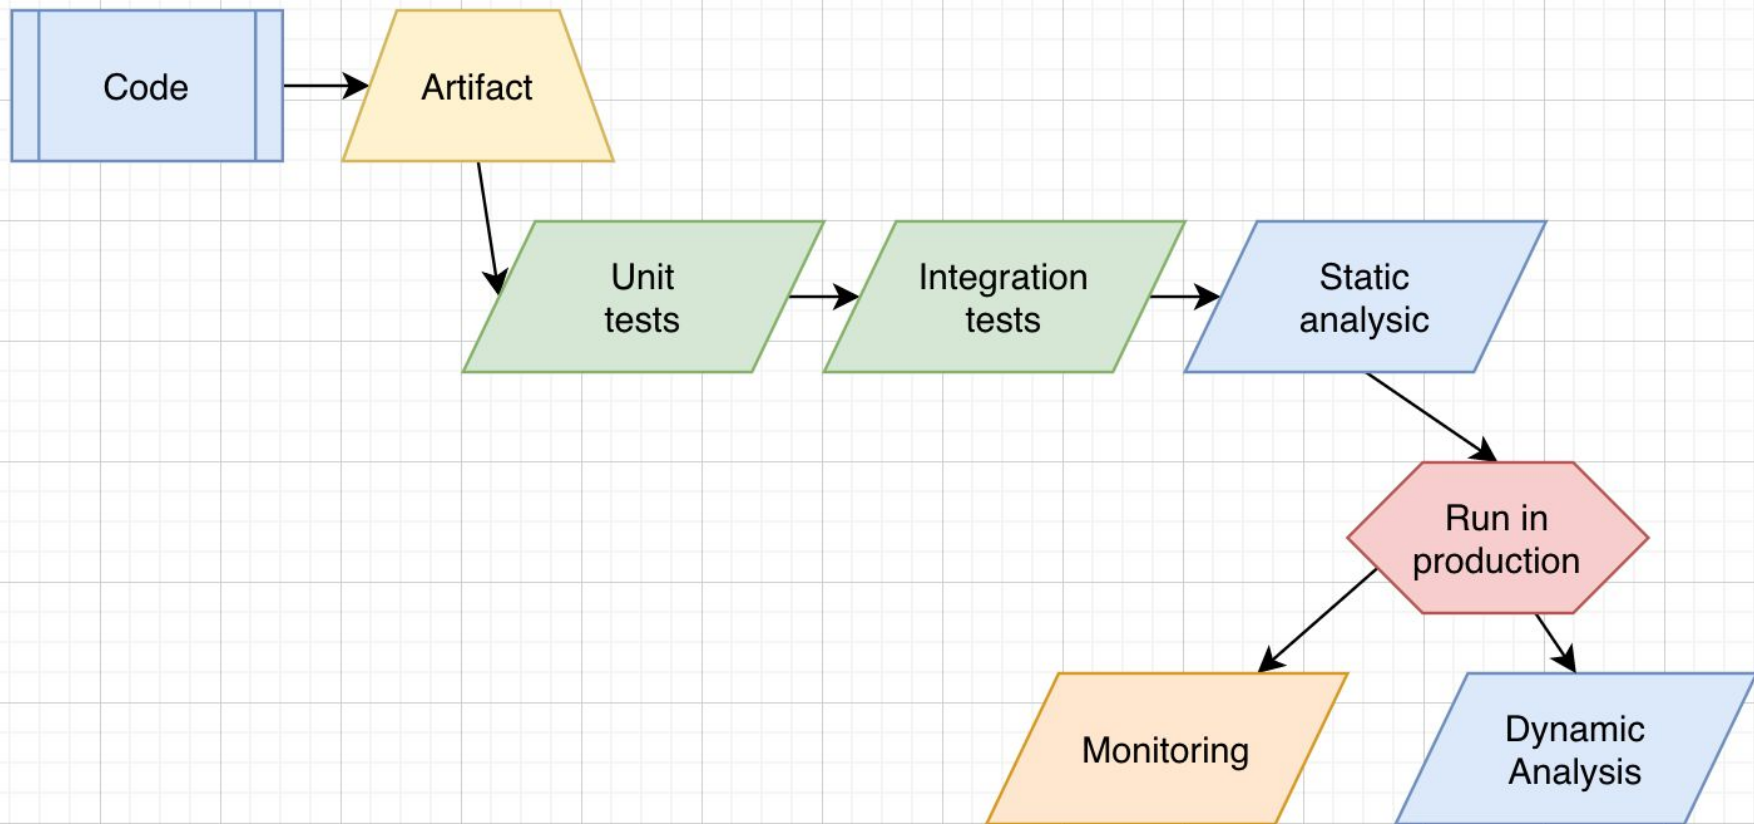 Code
Artifact
Unit
tests
Integration
tests
Static
analysic
Run in
production
Monitoring
Dynamic
Analysis